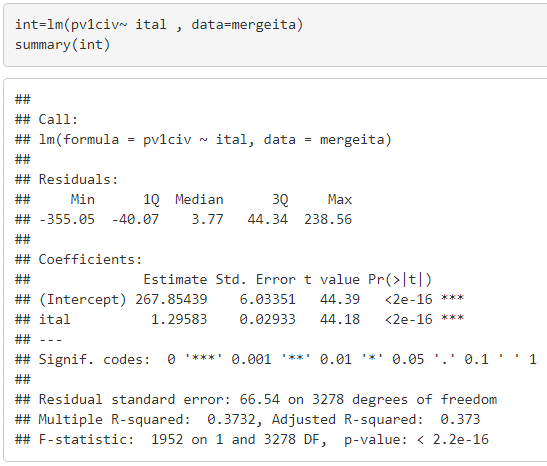 int=lm(pv1civ~ ital , data=mergeita)
summary(int)
##
## Call:
## lm(formula = pv1civ ~ ital, data = mergeita)
##
## Residuals:
##     Min      1Q  Median      3Q     Max
## -355.05  -40.07    3.77   44.34  238.56
##
## Coefficients:
##              Estimate Std. Error t value Pr(>|t|)
## (Intercept) 267.85439    6.03351   44.39   <2e-16 ***
## ital          1.29583    0.02933   44.18   <2e-16 ***
## ---
## Signif. codes:  0 '***' 0.001 '**' 0.01 '*' 0.05 '.' 0.1 ' ' 1
##
## Residual standard error: 66.54 on 3278 degrees of freedom
## Multiple R-squared:  0.3732, Adjusted R-squared:  0.373
## F-statistic:  1952 on 1 and 3278 DF,  p-value: < 2.2e-16